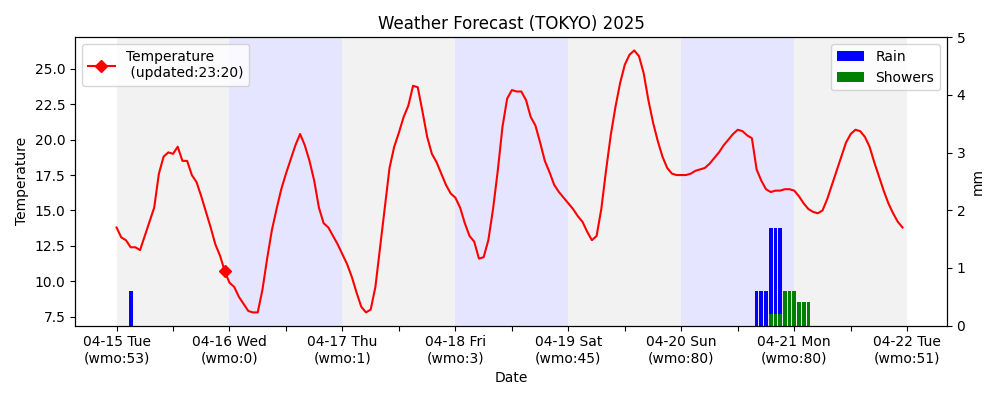 Weather Forecast (TOKYO) 2025
Temperature
(updated:23:20)
Rain
Showers
Temperature
25.0
22.5
20.0
17.5
15.0
12.5
10.0
7.5
5
4
3
2
1
0
mm
04-15 Tue
(wmo:53)
04-16 Wed
(wmo:0)
04-17 Thu
(wmo:1)
04-18 Fri
(wmo:3)
04-19 Sat
(wmo:45)
04-20 Sun
(wmo:80)
04-21 Mon
(wmo:80)
04-22 Tue
(wmo:51)
Date